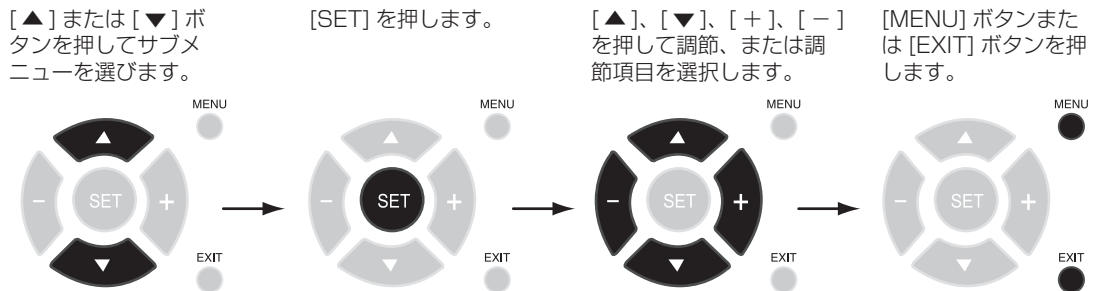 [ ▲ ] または [ ▼ ] ボ
タンを押してサブメ
ニューを選びます。
[SET] を押します。
[ ▲ ]、[ ▼ ]、[ ＋ ]、[ － ]
を押して調節、または調
節項目を選択します。
[MENU] ボタンまた
は [EXIT] ボタンを押
します。
MENU
▲
－ SET ＋
▼
EXIT
MENU
▲
－ SET ＋
▼
EXIT
MENU
▲
－ SET ＋
▼
EXIT
MENU
▲
－ SET ＋
▼
EXIT